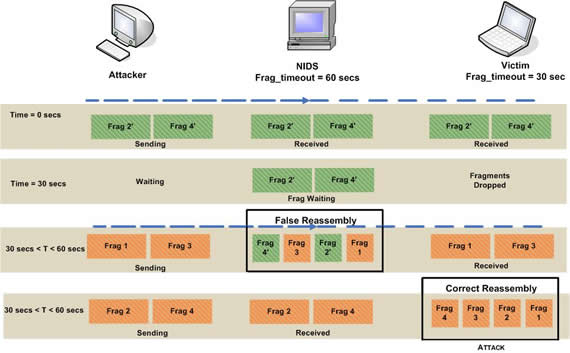 Attacker
NIDS
Frag_timeout = 60 secs
Victim
Frag_timeout = 30 sec
Time = 0 secs
Frag 2' Frag 4'
Sending
Frag 2' Frag 4'
Received
Frag 2' Frag 4'
Received
Time = 30 secs
Waiting
Frag 2' Frag 4'
Frag Waiting
Fragments
Dropped
30 secs < T < 60 secs
Frag 1 Frag 3
Sending
False Reassembly
Frag 4' Frag 3 Frag 2' Frag 1
Frag 1 Frag 3
Received
30 secs < T < 60 secs
Frag 2 Frag 4
Sending
Frag 2 Frag 4
Received
Correct Reassembly
Frag 4 Frag 3 Frag 2 Frag 1
ATTACK